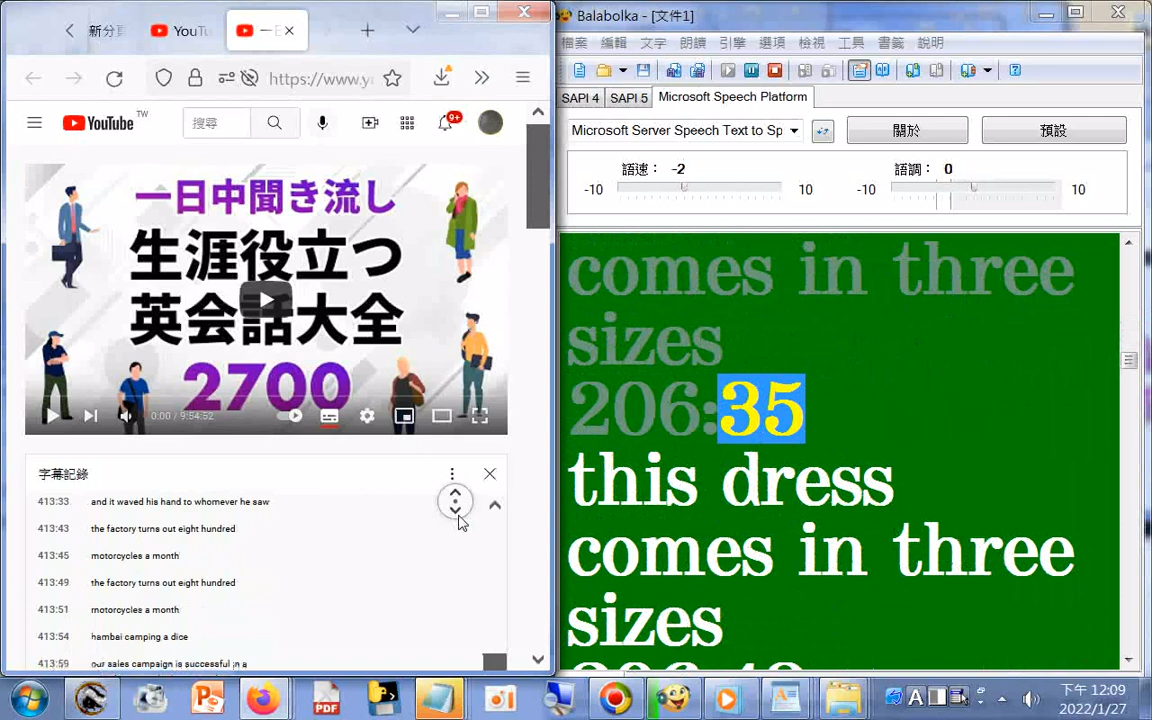 新分
YouTu
一E
https://www.y
YouTube
TW
搜尋
9+
一日中聞き流し
生涯役立つ
英会話大全
2700
0:00 / 9:54:52
字幕記錄
413:33 and it waved his hand to whomever he saw
413:43 the factory turns out eight hundred
413:45 motorcycles a month
413:49 the factory turns out eight hundred
413:51 motorcycles a month
413:54 hambai camping a dice
413:59 our sales campaign is successful in a
Balabolka - [文件1]
檔案 編輯 文字 朗讀 引擎 選項 檢視 工具 書籤 說明
SAPI 4 SAPI 5 Microsoft Speech Platform
Microsoft Server Speech Text to Sp
關於
預設
語速： -2
語調： 0
-10 10
-10 10
comes in three
sizes
206:35
this dress
comes in three
sizes
PDF
A
下午 12:09
2022/1/27